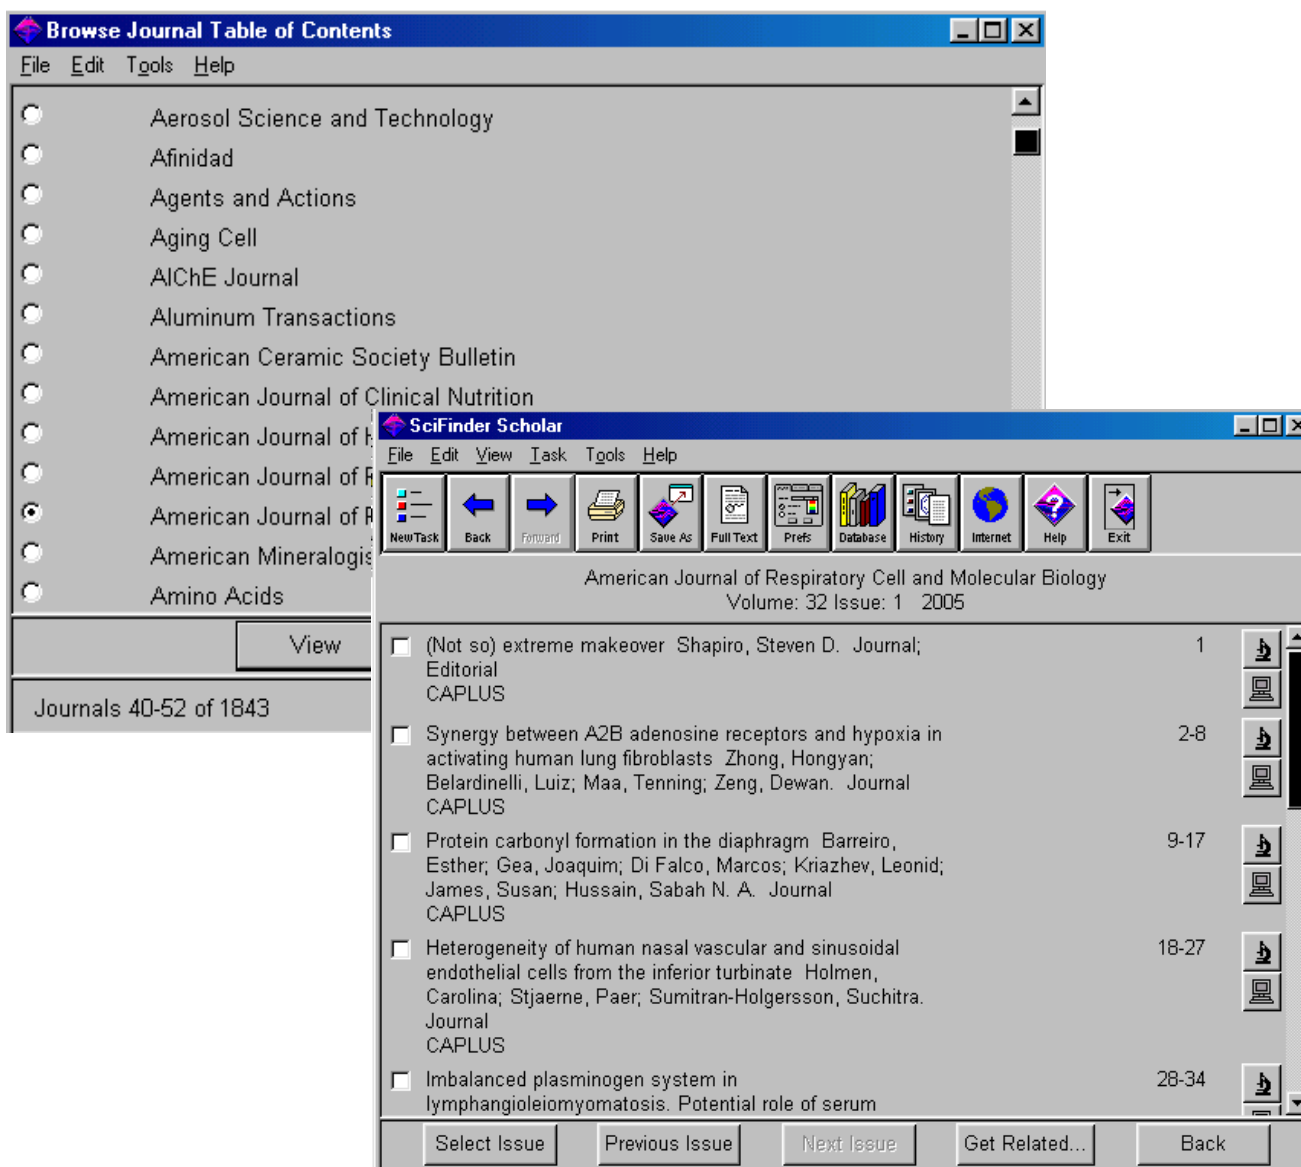 Browse Journal Table of Contents
File Edit Tools Help
Aerosol Science and Technology
Afinidad
Agents and Actions
Aging Cell
AIChE Journal
Aluminum Transactions
American Ceramic Society Bulletin
American Journal of Clinical Nutrition
American Journal of
American Journal of
American Journal of
American Mineralogis
Amino Acids
View
Journals 40-52 of 1843
SciFinder Scholar
File Edit View Task Tools Help
New Task Back Forward Print Save As Full Text Prefs Database History Internet Help Exit
American Journal of Respiratory Cell and Molecular Biology
Volume: 32 Issue: 1 2005
(Not so) extreme makeover Shapiro, Steven D. Journal; 1
Editorial
CAPLUS
Synergy between A2B adenosine receptors and hypoxia in 2-8
activating human lung fibroblasts Zhong, Hongyan;
Belardinelli, Luiz; Maa, Tenning; Zeng, Dewan. Journal
CAPLUS
Protein carbonyl formation in the diaphragm Barreiro, 9-17
Esther; Gea, Joaquim; Di Falco, Marcos; Kriazhev, Leonid;
James, Susan; Hussain, Sabah N. A. Journal
CAPLUS
Heterogeneity of human nasal vascular and sinusoidal 18-27
endothelial cells from the inferior turbinate Holmen,
Carolina; Stjaerne, Paer; Sumitran-Holgersson, Suchitra.
Journal
CAPLUS
Imbalanced plasminogen system in 28-34
lymphangioleiomyomatosis. Potential role of serum
Select Issue Previous Issue Next Issue Get Related... Back